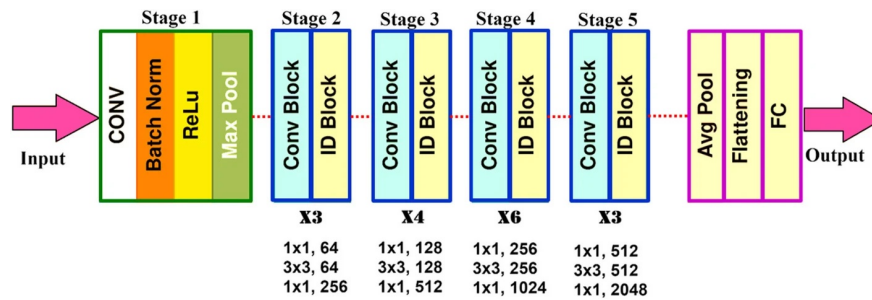 Stage 1
Stage 2
Stage 3
Stage 4
Stage 5
Input
CONV
Batch Norm
ReLu
Max Pool
Conv Block
ID Block
Conv Block
ID Block
Conv Block
ID Block
Conv Block
ID Block
Avg Pool
Flattening
FC
Output
X3
X4
X6
X3
1x1, 64
3x3, 64
1x1, 256
1x1, 128
3x3, 128
1x1, 512
1x1, 256
3x3, 256
1x1, 1024
1x1, 512
3x3, 512
1x1, 2048